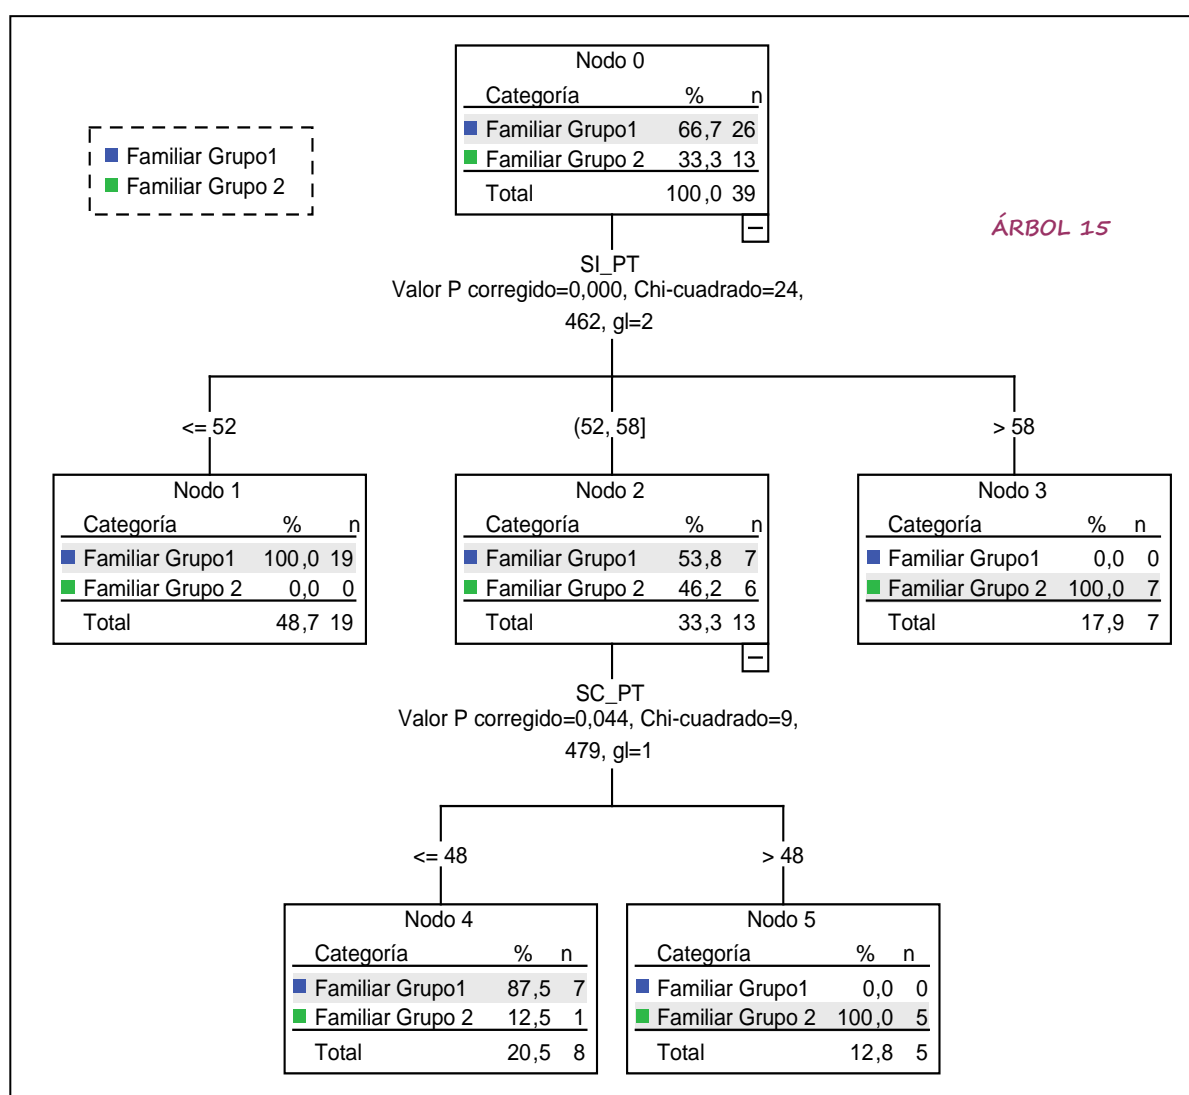 Nodo 0
Categoría % n
Familiar Grupo1 66,7 26
Familiar Grupo 2 33,3 13
Total 100,0 39
Familiar Grupo1
Familiar Grupo 2
ÁRBOL 15
SI_PT
Valor P corregido=0,000, Chi-cuadrado=24,
462, gl=2
<= 52
(52, 58]
> 58
Nodo 1
Categoría % n
Familiar Grupo1 100,0 19
Familiar Grupo 2 0,0 0
Total 48,7 19
Nodo 2
Categoría % n
Familiar Grupo1 53,8 7
Familiar Grupo 2 46,2 6
Total 33,3 13
Nodo 3
Categoría % n
Familiar Grupo1 0,0 0
Familiar Grupo 2 100,0 7
Total 17,9 7
SC_PT
Valor P corregido=0,044, Chi-cuadrado=9,
479, gl=1
<= 48
> 48
Nodo 4
Categoría % n
Familiar Grupo1 87,5 7
Familiar Grupo 2 12,5 1
Total 20,5 8
Nodo 5
Categoría % n
Familiar Grupo1 0,0 0
Familiar Grupo 2 100,0 5
Total 12,8 5